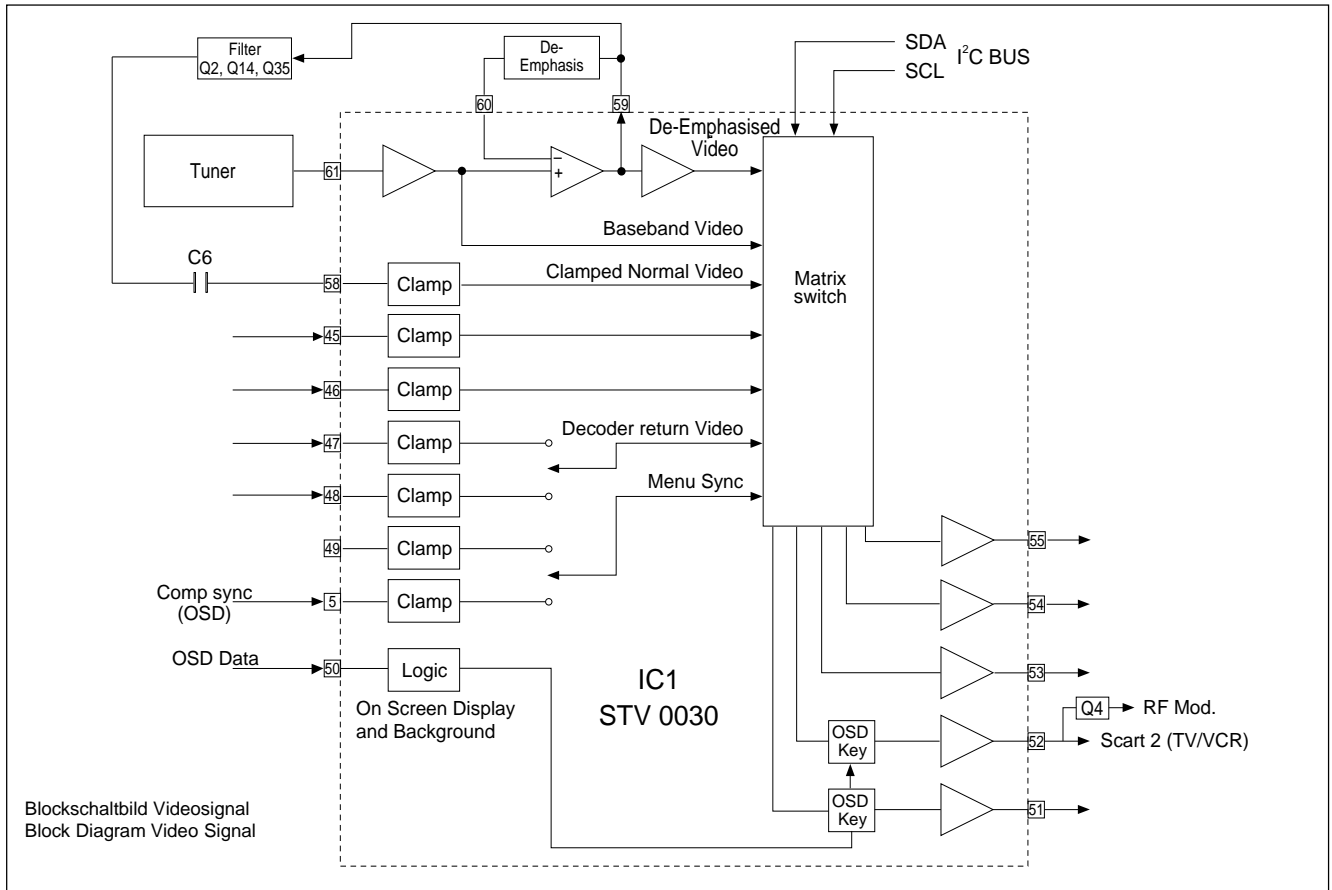 Filter
Q2, Q14, Q35
De-
Emphasis
SDA
I²C BUS
SCL
60
59
De-Emphasised
Video
Tuner
61
−
+
Baseband Video
C6
58
Clamp
Clamped Normal Video
Matrix
switch
45
Clamp
46
Clamp
47
Clamp
Decoder return Video
48
Clamp
Menu Sync
49
Clamp
55
Comp sync
(OSD)
5
Clamp
54
OSD Data
50
Logic
On Screen Display
and Background
IC1
STV 0030
53
Q4
RF Mod.
OSD
Key
52
Scart 2 (TV/VCR)
OSD
Key
51
Blockschaltbild Videosignal
Block Diagram Video Signal